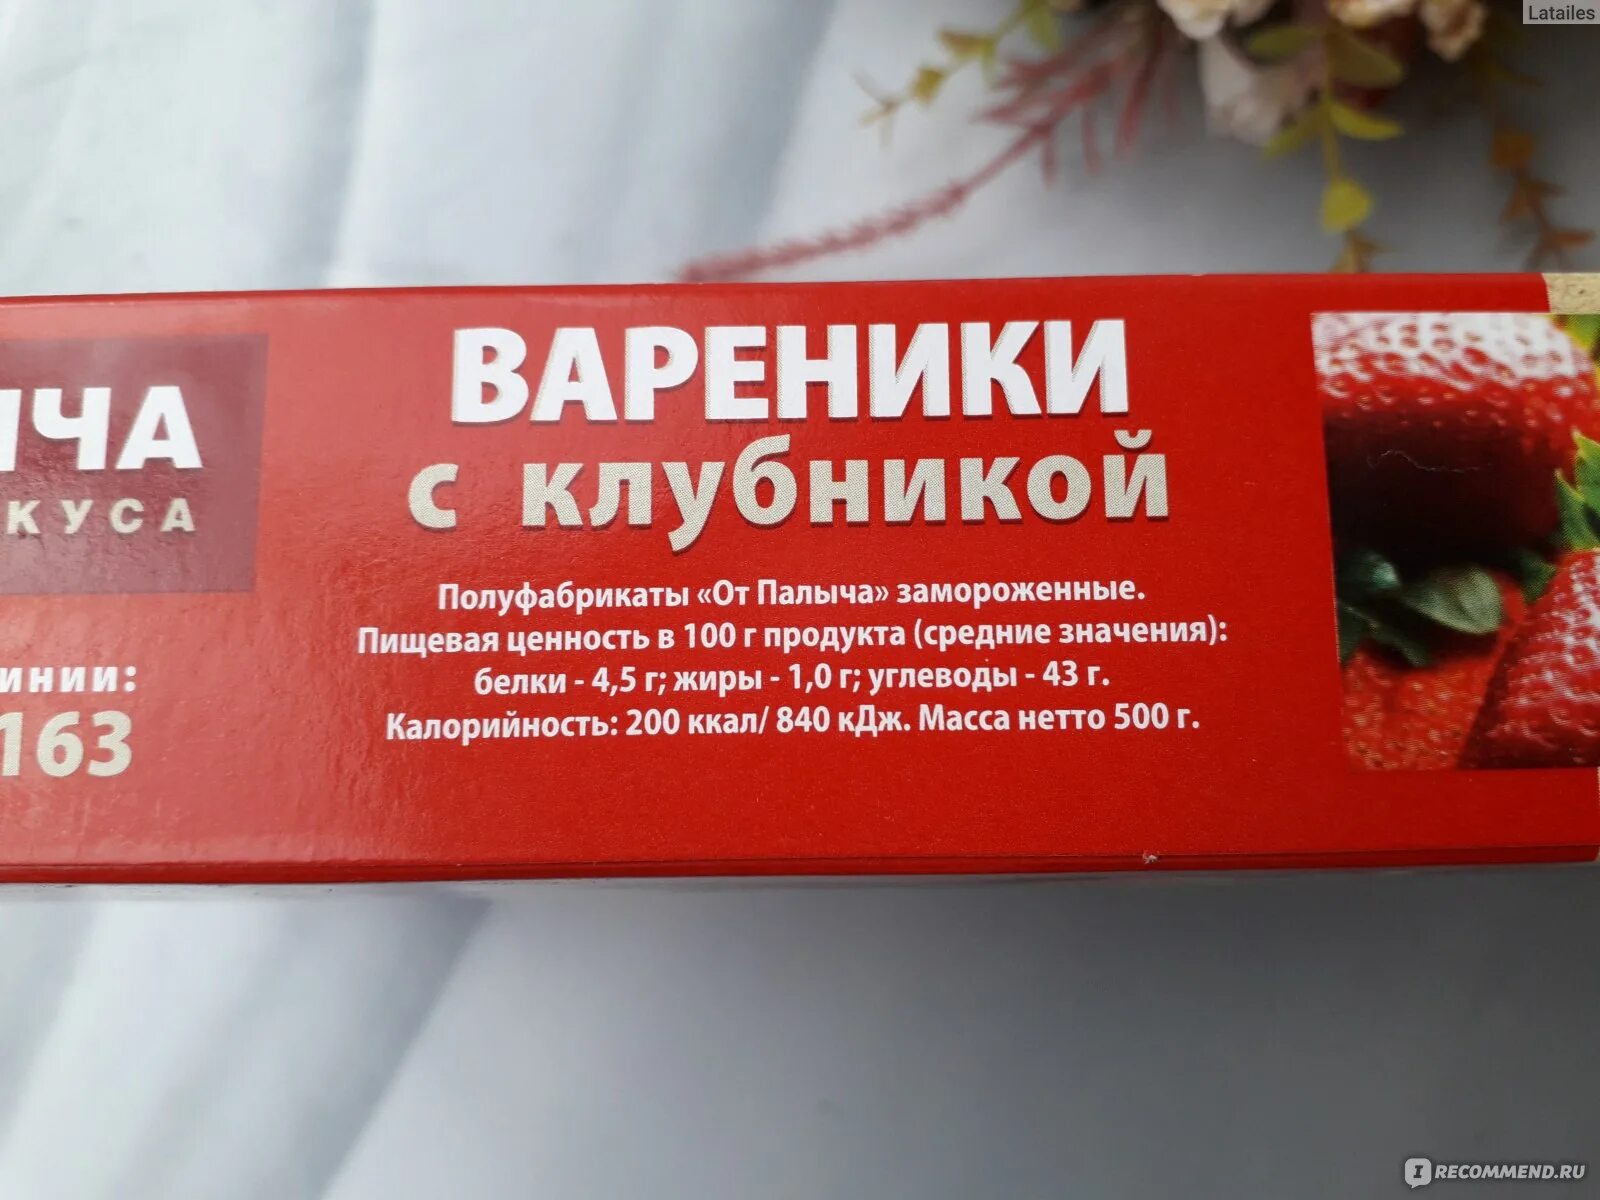 Latailes
ЧА
КУСА
ИНИИ:
163
ВАРЕНИКИ
с клубникой
Полуфабрикаты «От Палыча» замороженные.
Пищевая ценность в 100 г продукта (средние значения):
белки - 4,5 г; жиры - 1,0 г; углеводы - 43 г.
Калорийность: 200 ккал/ 840 кДж. Масса нетто 500 г.
IRECOMMEND.RU